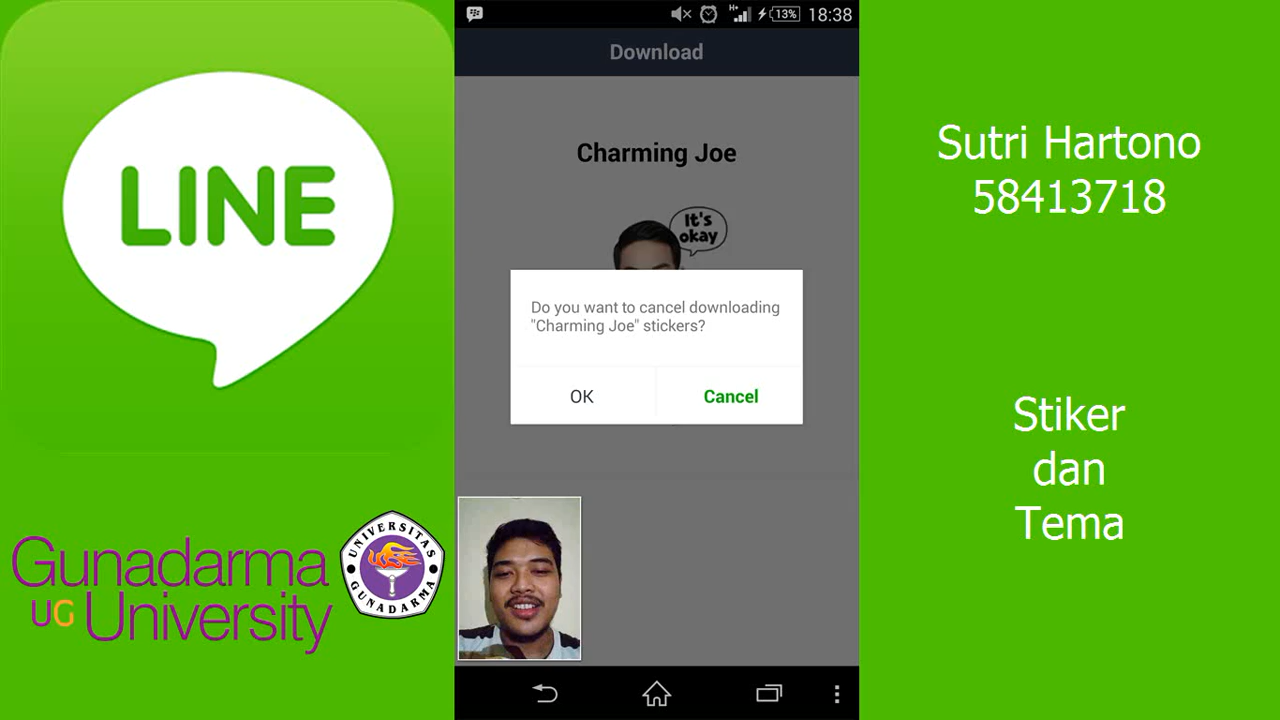 LINE
Gunadarma
UG University
UNIVERSITAS
GUNADARMA
H+
13%
18:38
Download
Charming Joe
It's
okay
Do you want to cancel downloading
"Charming Joe" stickers?
OK
Cancel
Sutri Hartono
58413718
Stiker
dan
Tema